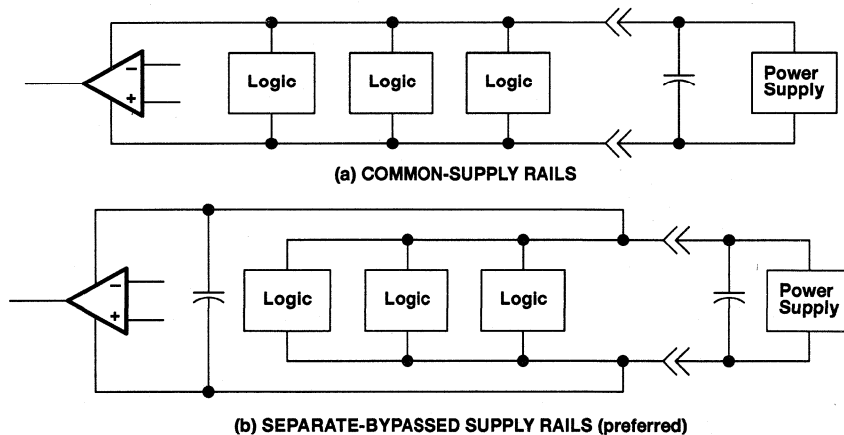 −
+
Logic
Logic
Logic
Power
Supply
(a) COMMON-SUPPLY RAILS
−
+
Logic
Logic
Logic
Power
Supply
(b) SEPARATE-BYPASSED SUPPLY RAILS (preferred)